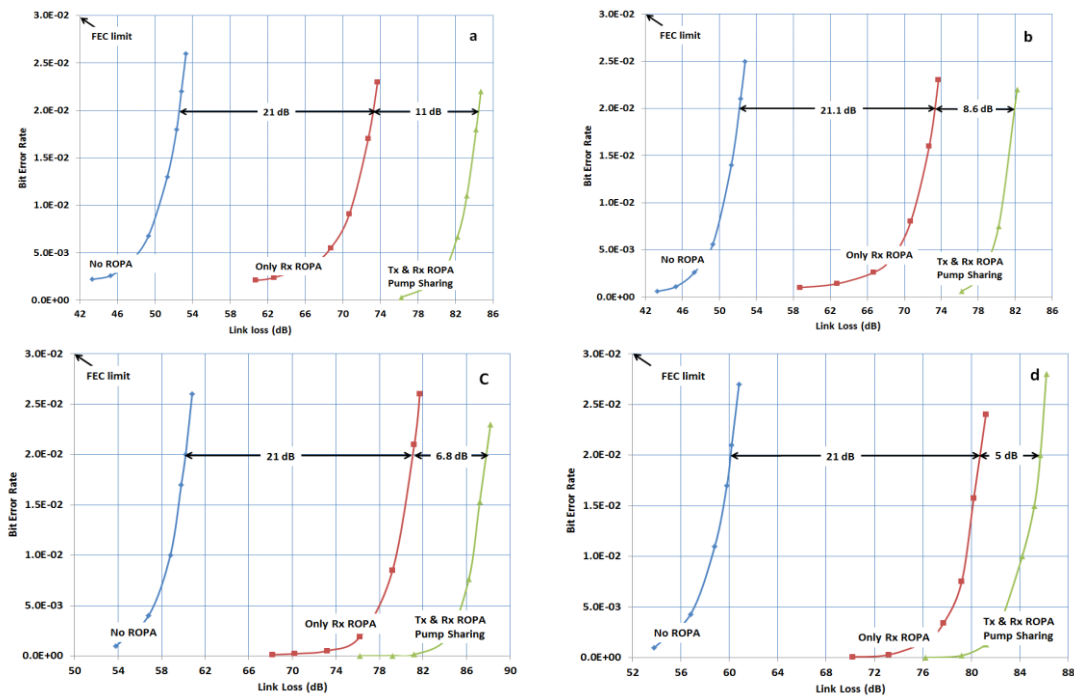 3.0E-02
FEC limit
a
2.5E-02
2.0E-02
21 dB
11 dB
1.5E-02
1.0E-02
5.0E-03
0.0E+00
Bit Error Rate
No ROPA
Only Rx ROPA
Tx & Rx ROPA
Pump Sharing
42 46 50 54 58 62 66 70 74 78 82 86
Link loss (dB)
3.0E-02
FEC limit
b
2.5E-02
2.0E-02
21.1 dB
8.6 dB
1.5E-02
1.0E-02
5.0E-03
0.0E+00
Bit Error Rate
No ROPA
Only Rx ROPA
Tx & Rx ROPA
Pump Sharing
42 46 50 54 58 62 66 70 74 78 82 86
Link Loss (dB)
3.0E-02
FEC limit
C
2.5E-02
2.0E-02
21 dB
6.8 dB
1.5E-02
1.0E-02
5.0E-03
0.0E+00
Bit Error Rate
No ROPA
Only Rx ROPA
Tx & Rx ROPA
Pump Sharing
50 54 58 62 66 70 74 78 82 86 90
Link Loss (dB)
3.0E-02
FEC limit
d
2.5E-02
2.0E-02
21 dB
5 dB
1.5E-02
1.0E-02
5.0E-03
0.0E+00
Bit Error Rate
No ROPA
Only Rx ROPA
Tx & Rx ROPA
Pump Sharing
52 56 60 64 68 72 76 80 84 88
Link Loss (dB)